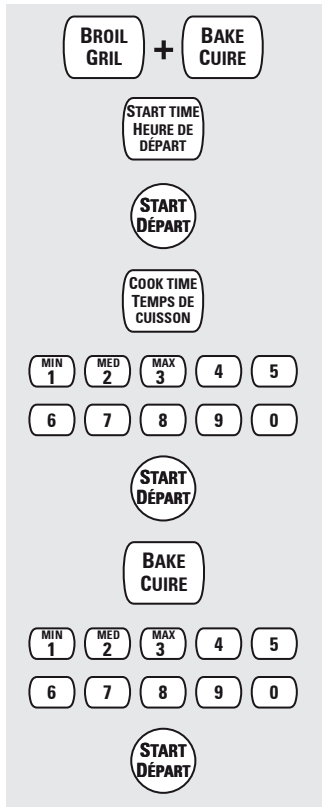 BROIL + BAKE
GRIL CUIRE
START TIME
HEURE DE
DÉPART
START
DÉPART
COOK TIME
TEMPS DE
CUISSON
MIN MED MAX
1 2 3 4 5
6 7 8 9 0
START
DÉPART
BAKE
CUIRE
MIN MED MAX
1 2 3 4 5
6 7 8 9 0
START
DÉPART